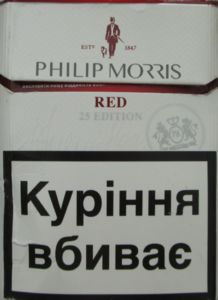 ESTD 1847
PHILIP MORRIS
RED
25 EDITION
Куріння
вбиває